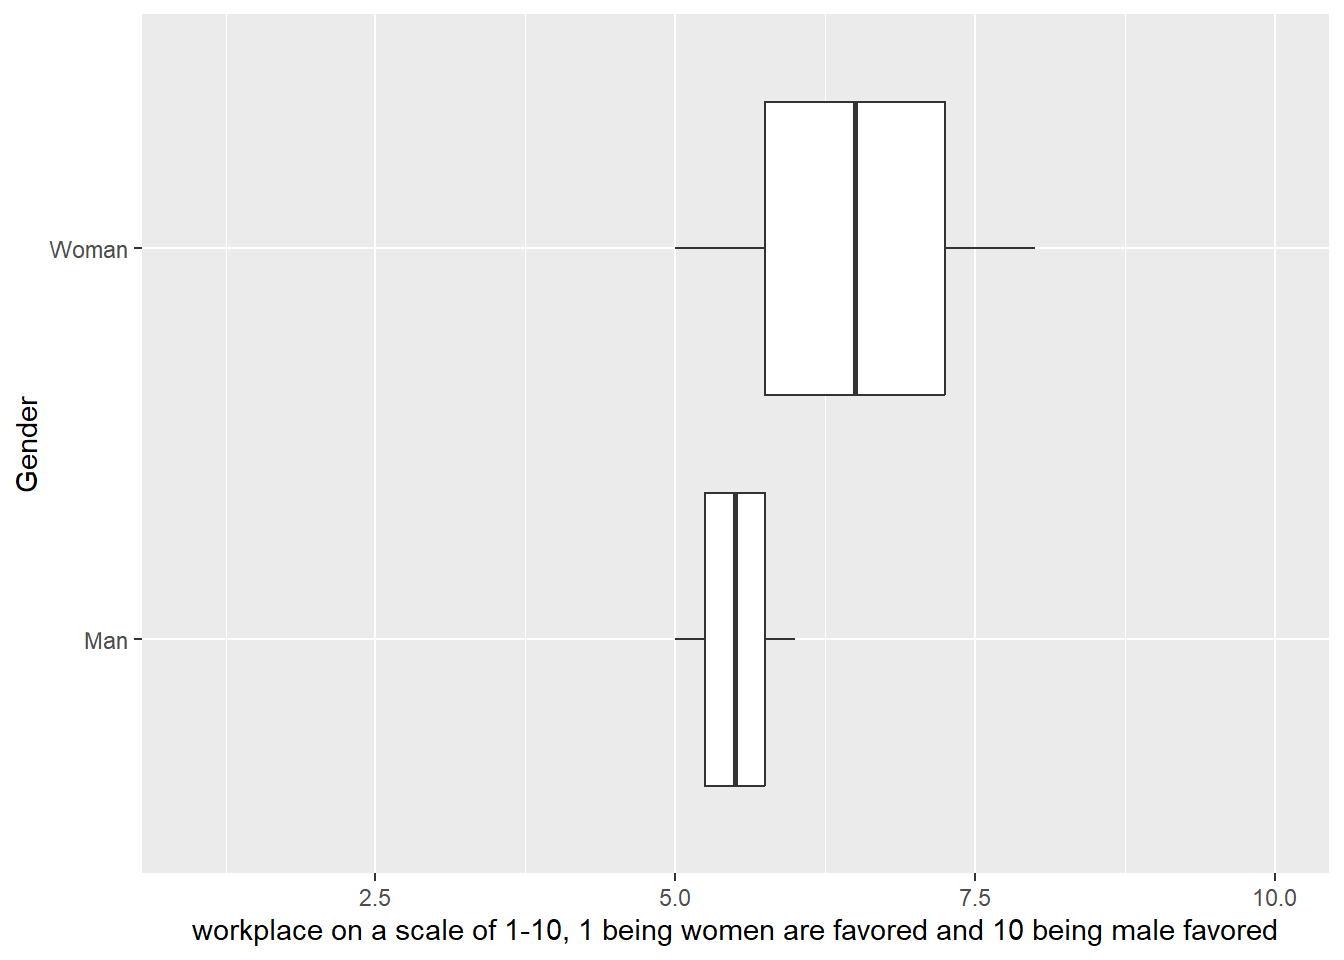 Woman
Gender
Man
2.5 5.0 7.5 10.0
workplace on a scale of 1-10, 1 being women are favored and 10 being male favored